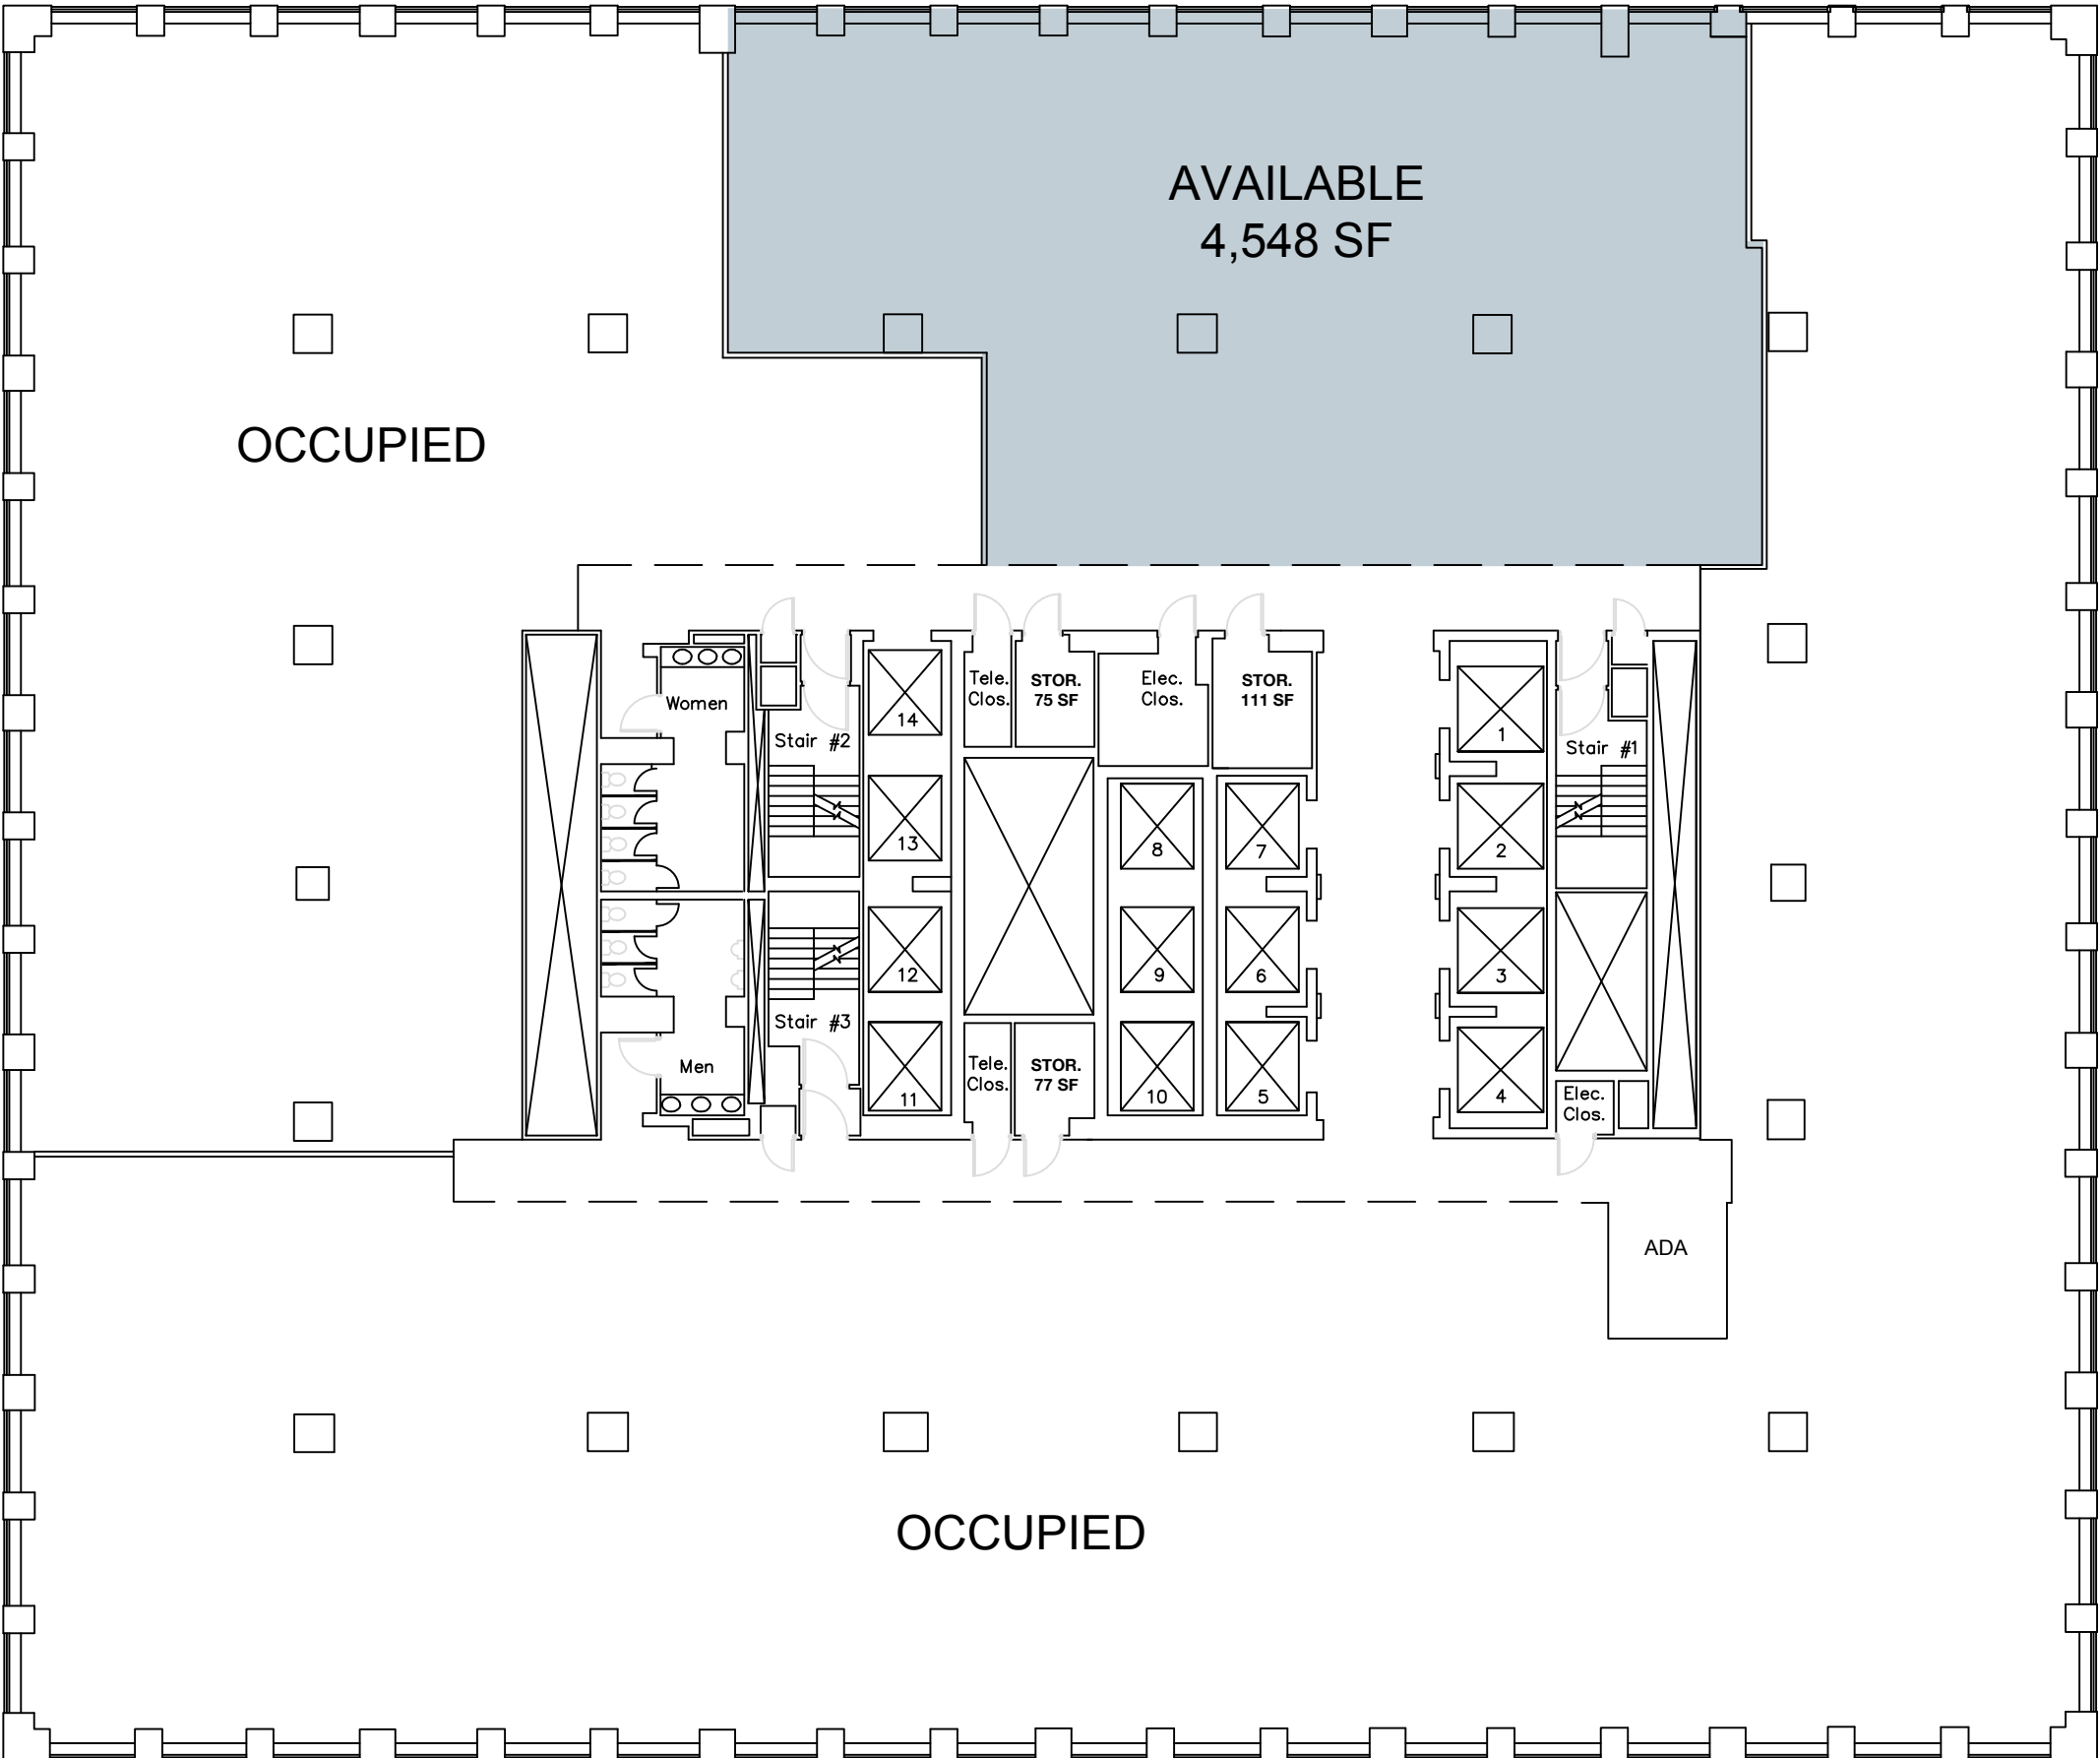 AVAILABLE
4,548 SF
OCCUPIED
Women
Stair #2
14
Tele.
Clos.
STOR.
75 SF
Elec.
Clos.
STOR.
111 SF
1
Stair #1
13
8
7
2
12
9
6
3
Stair #3
Men
11
Tele.
Clos.
STOR.
77 SF
10
5
4
Elec.
Clos.
ADA
OCCUPIED